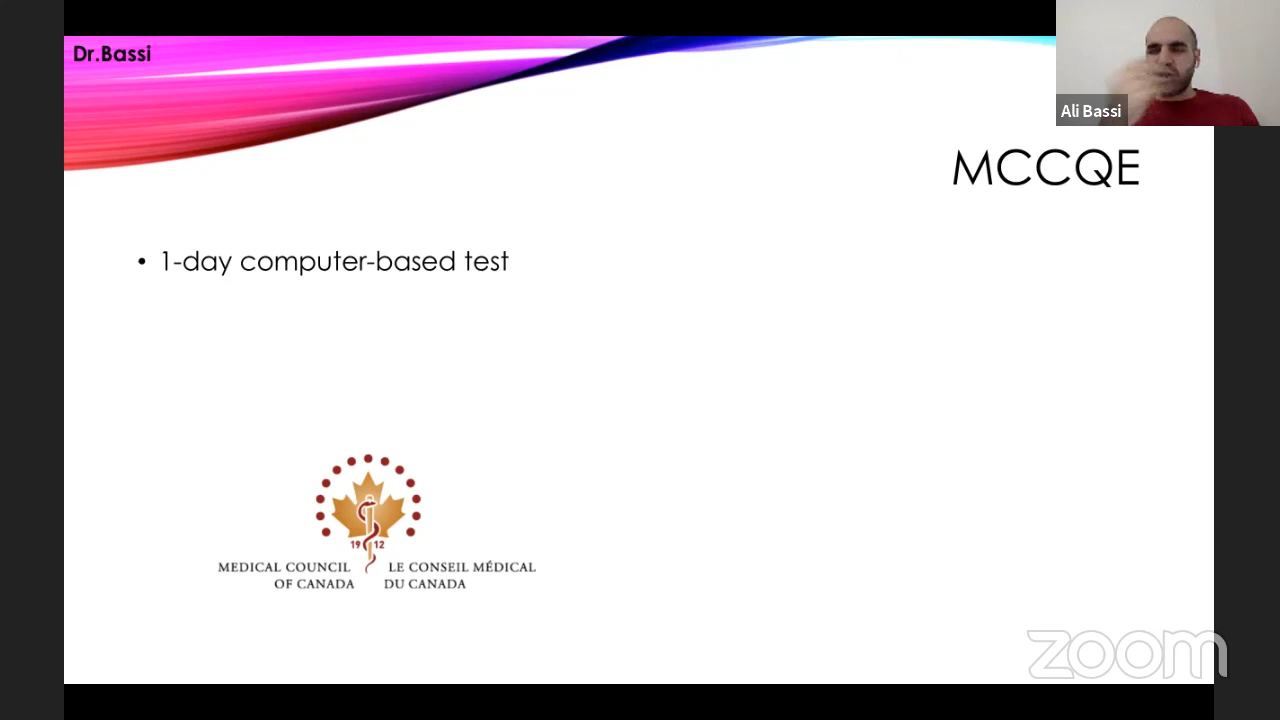 Dr.Bassi
Ali Bassi
MCCQE
• 1-day computer-based test
19 12
MEDICAL COUNCIL LE CONSEIL MÉDICAL
OF CANADA DU CANADA
zoom